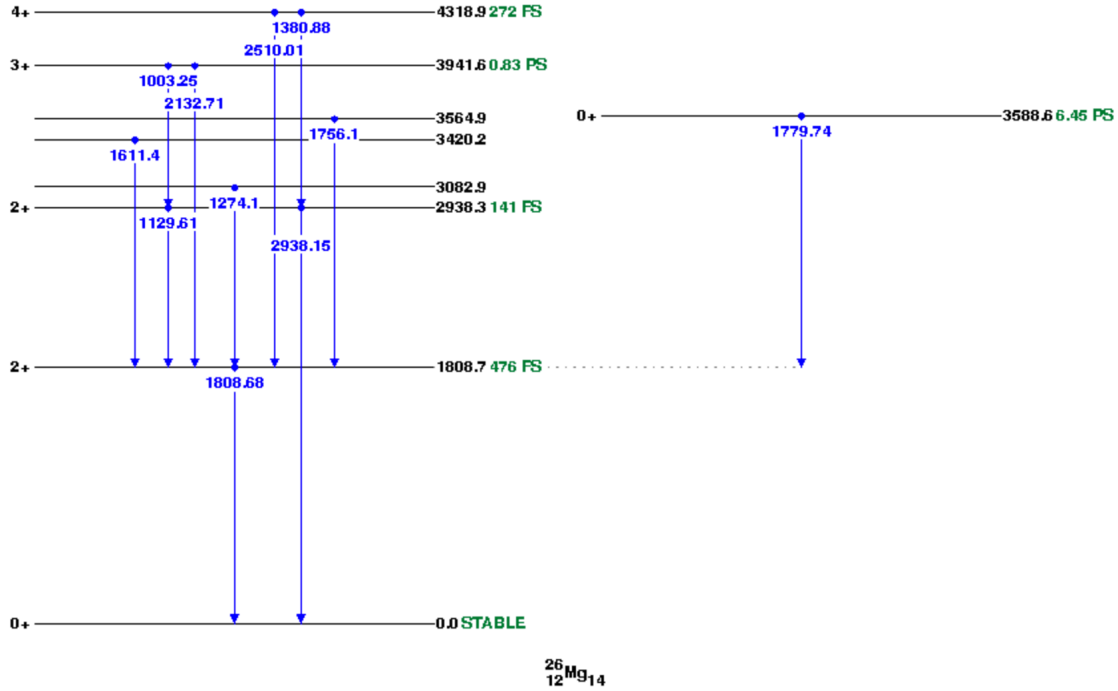 4+ 4318.9 272 FS
1380.88
2510.01
3+ 3941.6 0.83 PS
1003.25
2132.71
3564.9
0+ 3588.6 6.45 PS
1756.1
1779.74
3420.2
1611.4
3082.9
1274.1
2+ 2938.3 141 FS
1129.61
2938.15
2+ 1808.7 476 FS
1808.68
0+ 0.0 STABLE
26
12 Mg 14